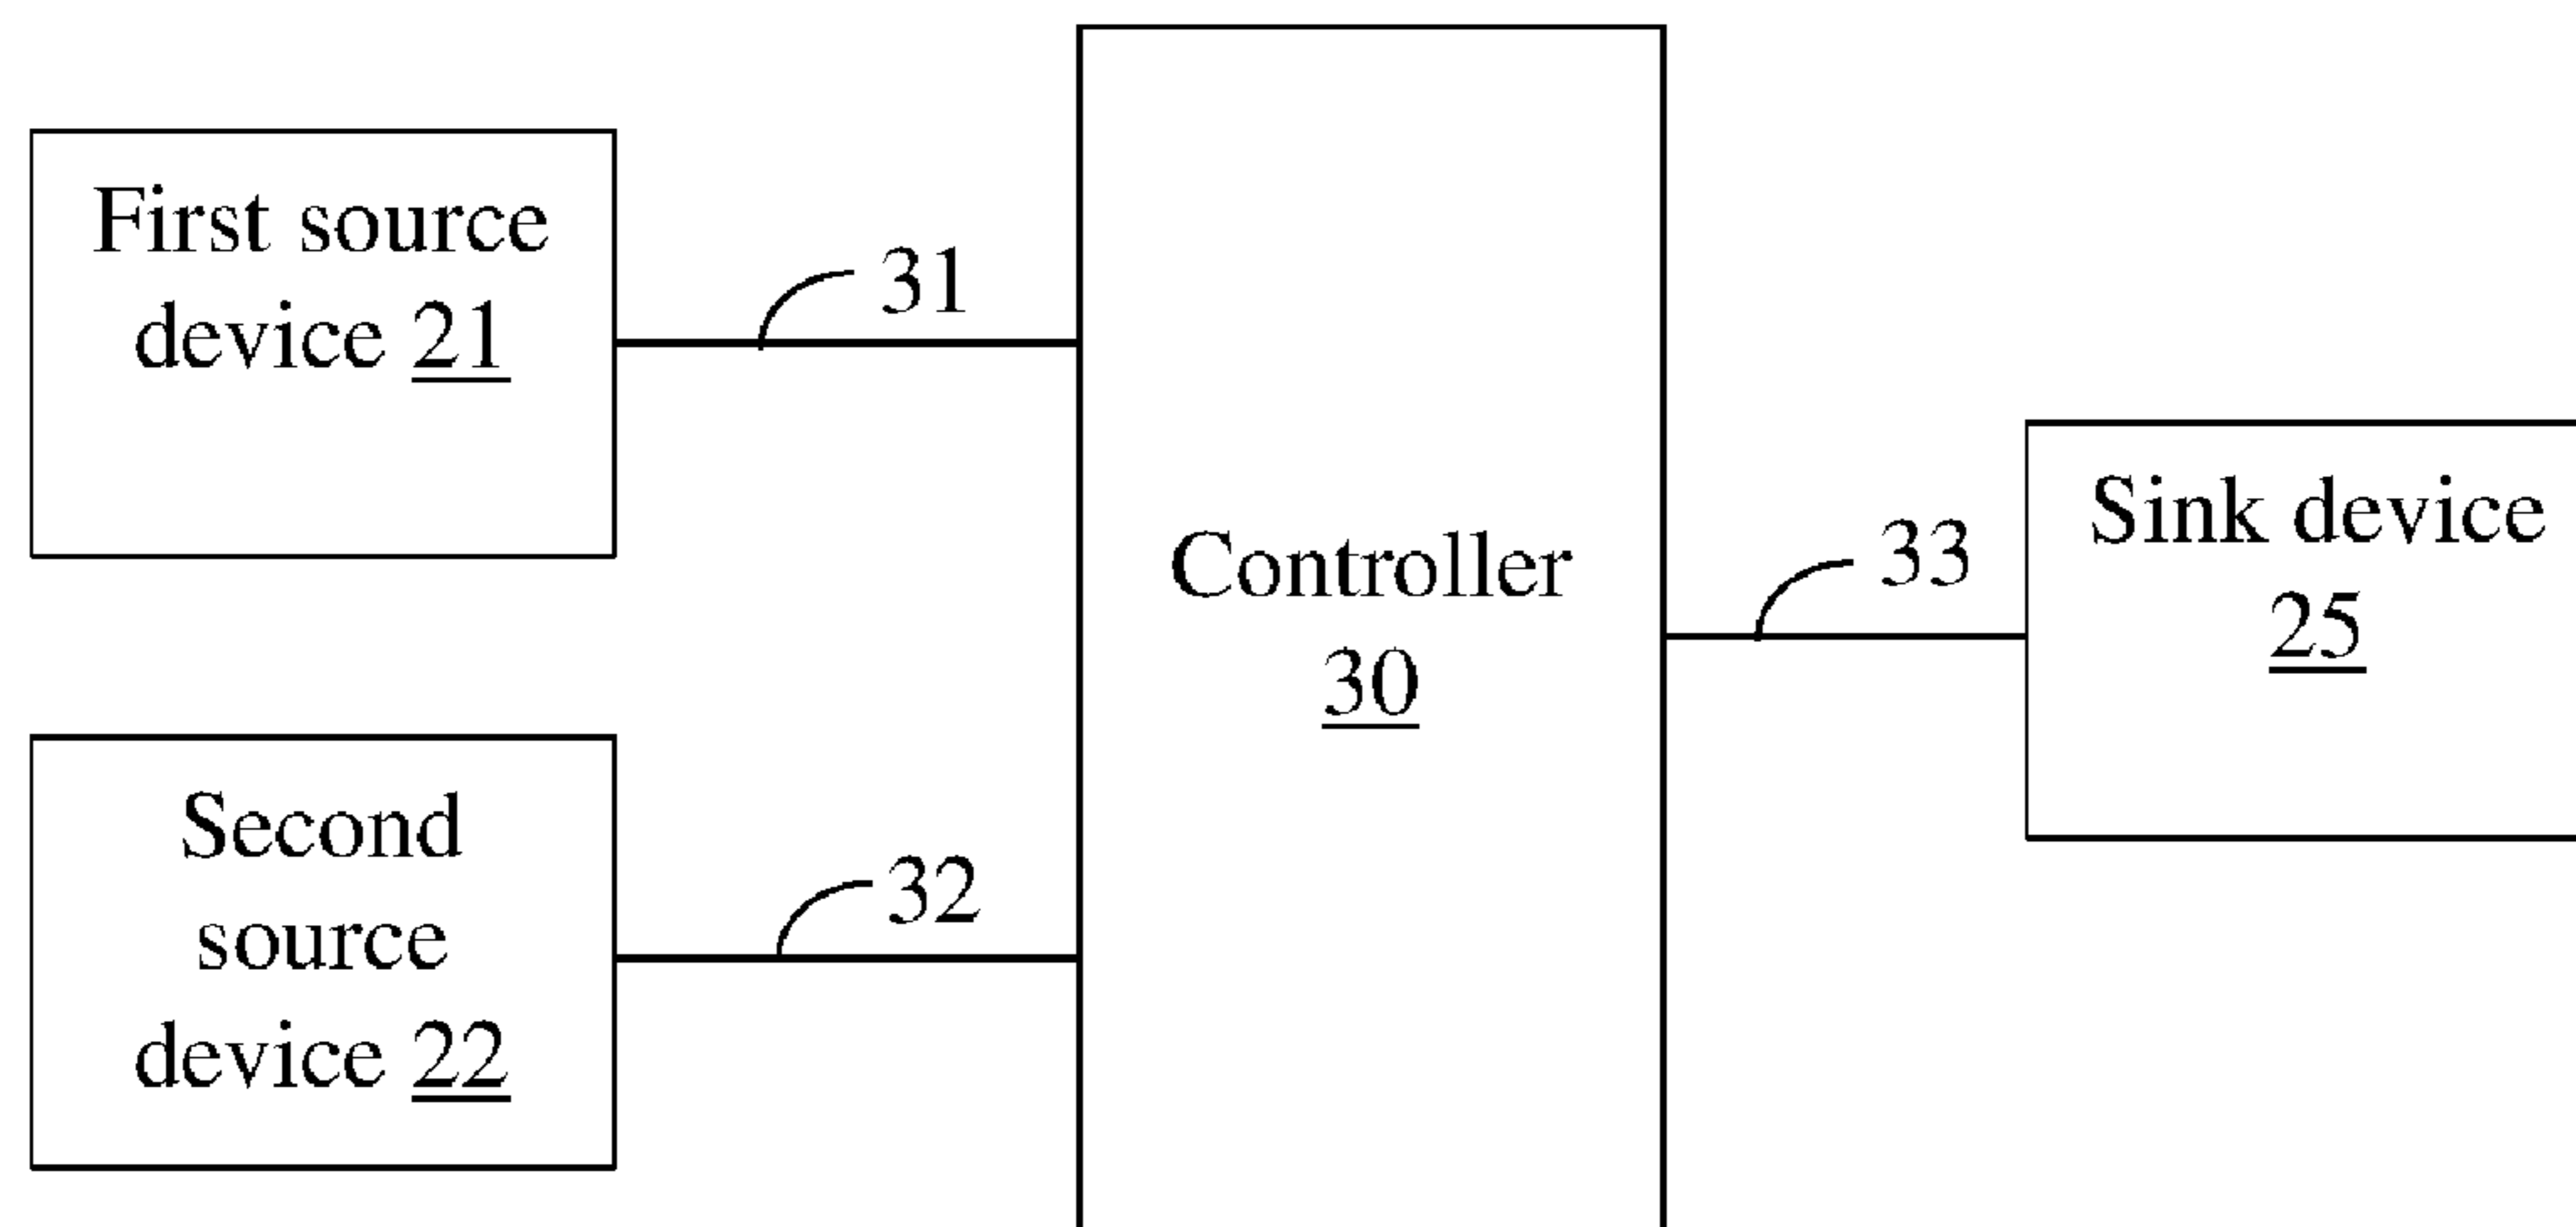 First source
device 21
31
Second
source
device 22
32
Controller
30
33
Sink device
25